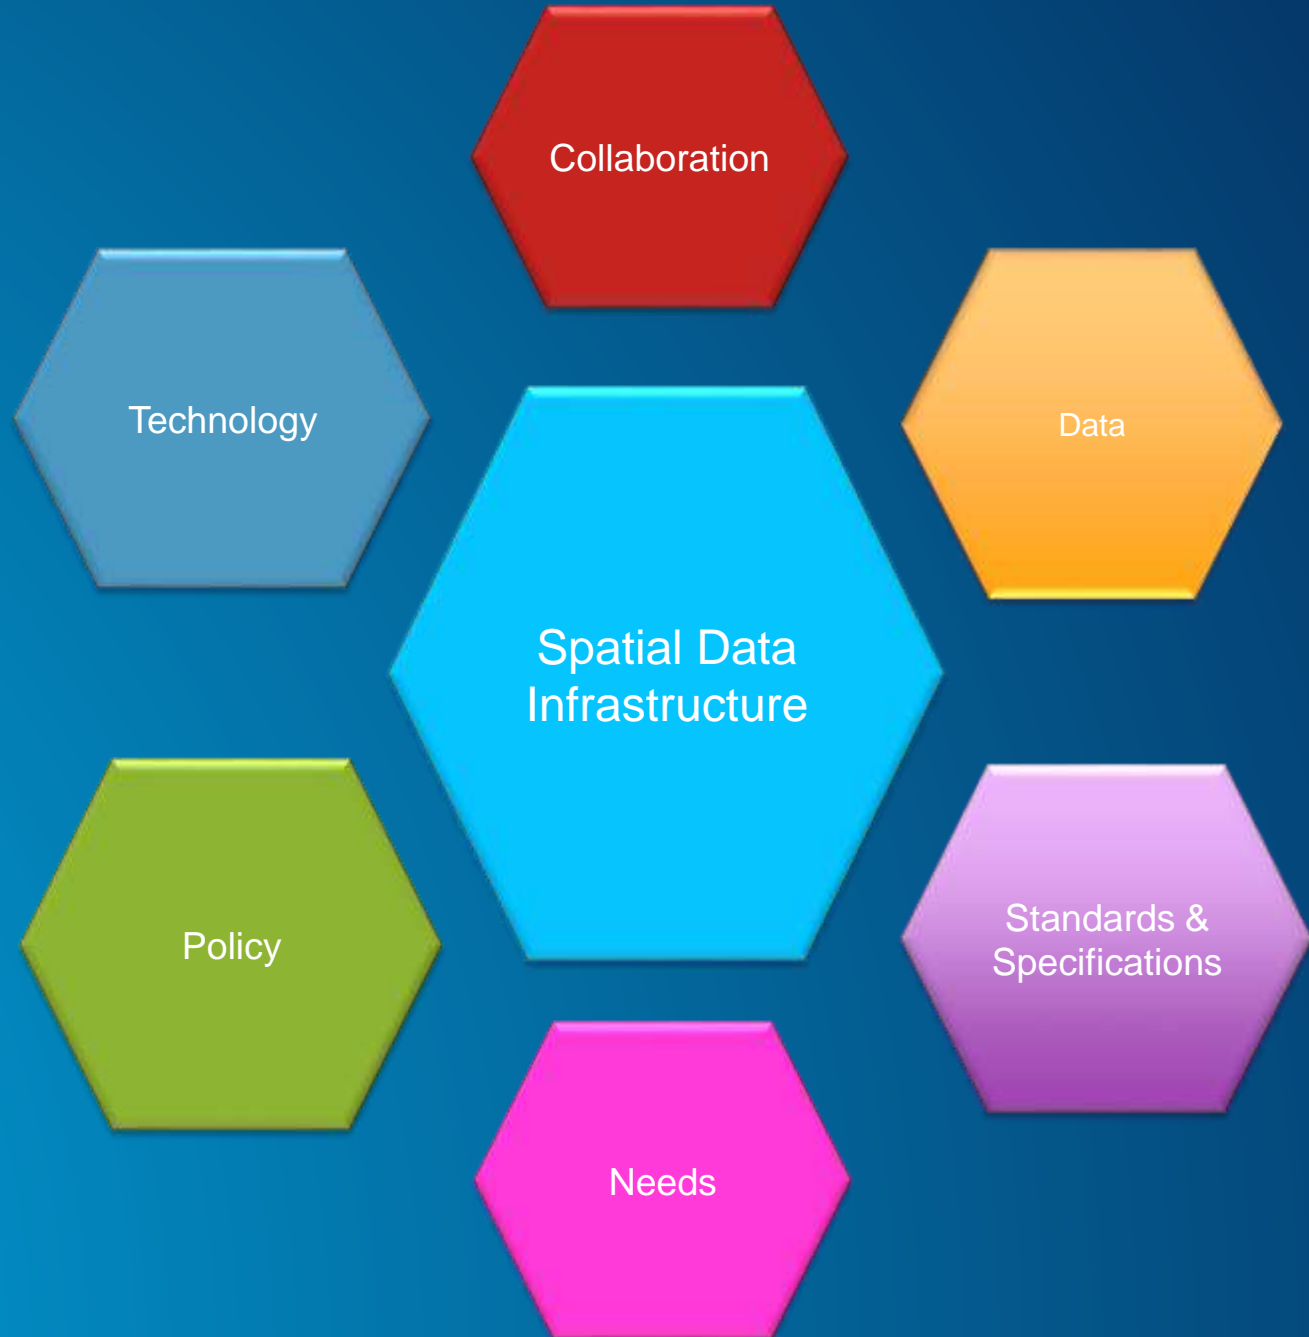 Collaboration
Technology
Data
Spatial Data
Infrastructure
Policy
Standards &
Specifications
Needs